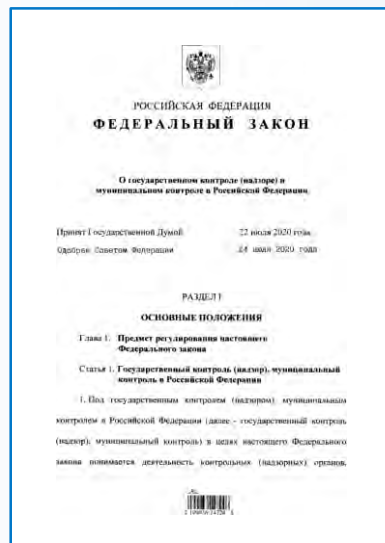 РОССИЙСКАЯ ФЕДЕРАЦИЯ
ФЕДЕРАЛЬНЫЙ ЗАКОН
О государственном контроле (надзоре) и
муниципальном контроле в Российской Федерации
Принят Государственной Думой 22 июля 2020 года
Одобрен Советом Федерации 24 июля 2020 года
РАЗДЕЛ I
ОСНОВНЫЕ ПОЛОЖЕНИЯ
Глава 1. Предмет регулирования настоящего
Федерального закона
Статья 1. Государственный контроль (надзор), муниципальный
контроль в Российской Федерации
1. Под государственным контролем (надзором), муниципальным
контролем в Российской Федерации (далее - государственный контроль
(надзор), муниципальный контроль) в целях настоящего Федерального
закона понимается деятельность контрольных (надзорных) органов,